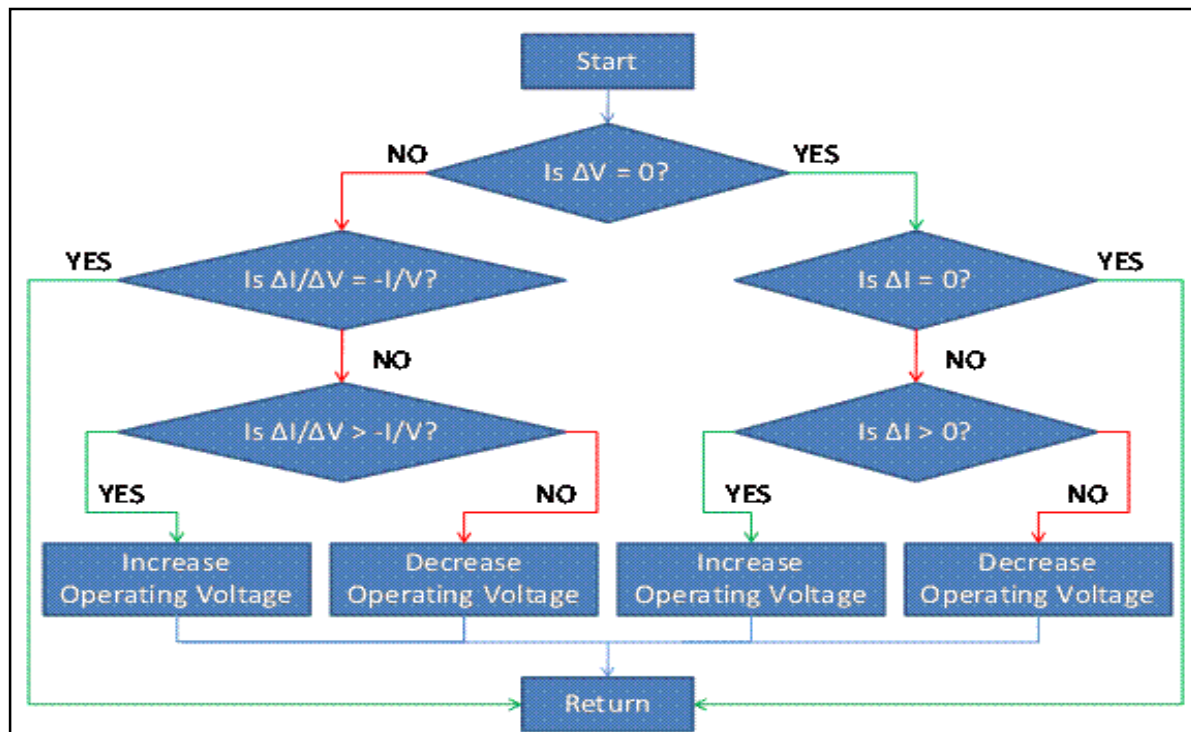 Start
NO
YES
Is ΔV = 0?
YES
Is ΔI/ΔV = -I/V?
Is ΔI = 0?
YES
NO
NO
Is ΔI/ΔV > -I/V?
Is ΔI > 0?
YES
NO
YES
NO
Increase
Operating Voltage
Decrease
Operating Voltage
Increase
Operating Voltage
Decrease
Operating Voltage
Return